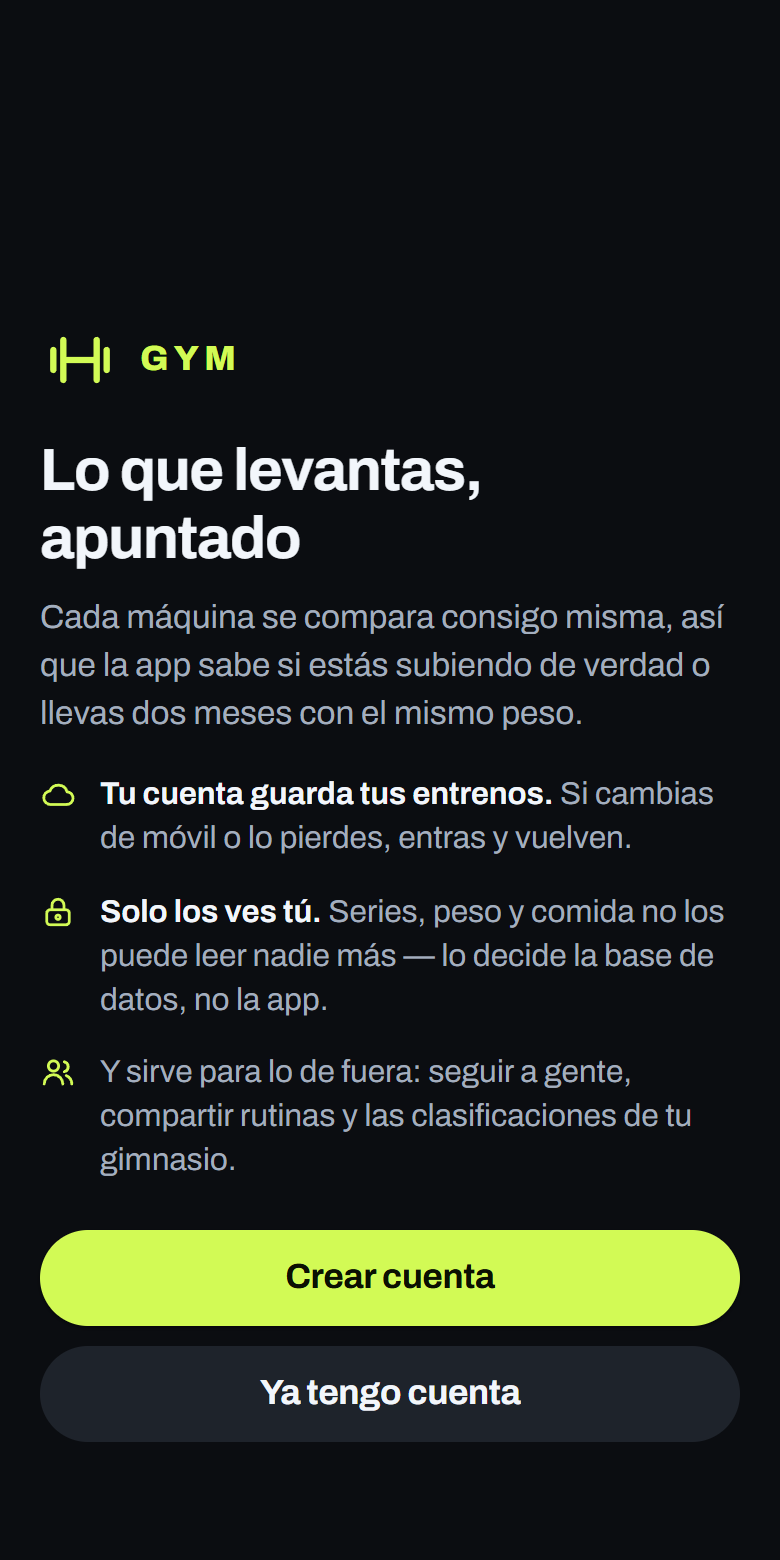 GYM
Lo que levantas,
apuntado
Cada máquina se compara consigo misma, así
que la app sabe si estás subiendo de verdad o
llevas dos meses con el mismo peso.
Tu cuenta guarda tus entrenos. Si cambias
de móvil o lo pierdes, entras y vuelven.
Solo los ves tú. Series, peso y comida no los
puede leer nadie más — lo decide la base de
datos, no la app.
Y sirve para lo de fuera: seguir a gente,
compartir rutinas y las clasificaciones de tu
gimnasio.
Crear cuenta
Ya tengo cuenta